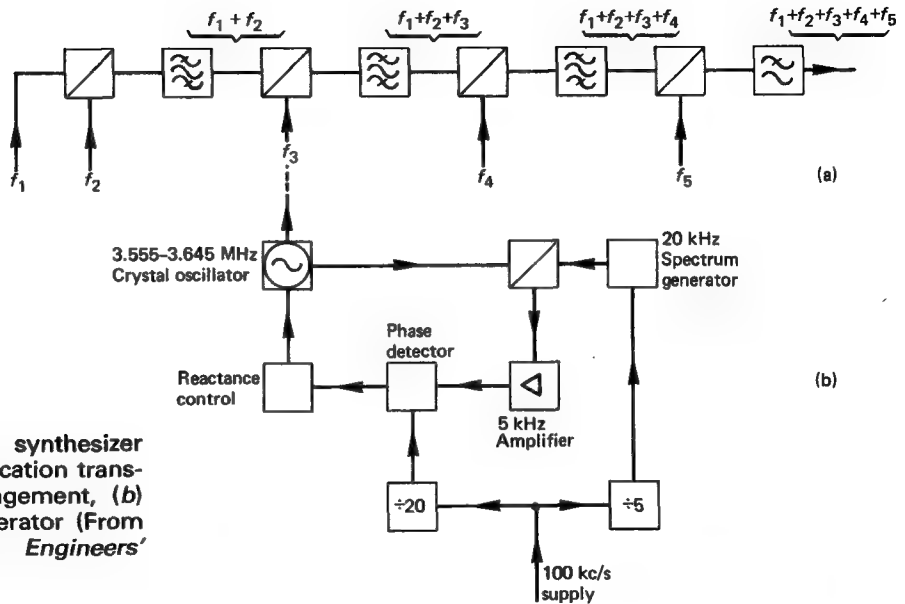 f₁ + f₂
f₁+f₂+f₃
f₁+f₂+f₃+f₄
f₁+f₂+f₃+f₄+f₅
f₁
f₂
f₃
f₄
f₅
(a)
3.555–3.645 MHz
Crystal oscillator
20 kHz
Spectrum
generator
Phase
detector
Reactance
control
5 kHz
Amplifier
(b)
÷20
÷5
100 kc/s
supply
synthesizer
cation trans-
gement, (b)
erator (From
Engineers'